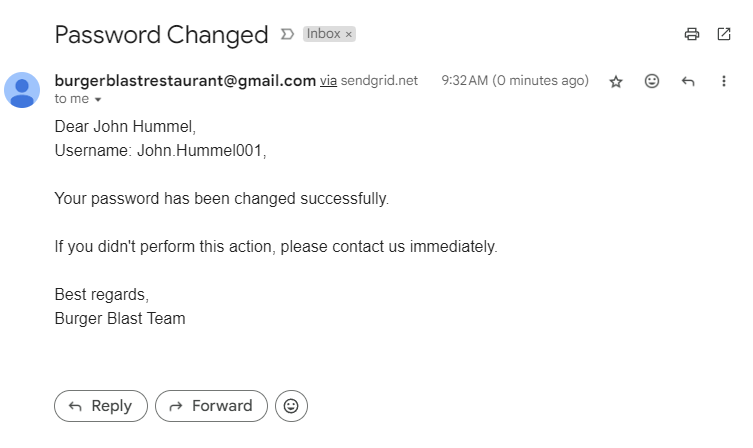 Password Changed Inbox ×
burgerblastrestaurant@gmail.com via sendgrid.net 9:32 AM (0 minutes ago)
to me
Dear John Hummel,
Username: John.Hummel001,
Your password has been changed successfully.
If you didn't perform this action, please contact us immediately.
Best regards,
Burger Blast Team
Reply Forward